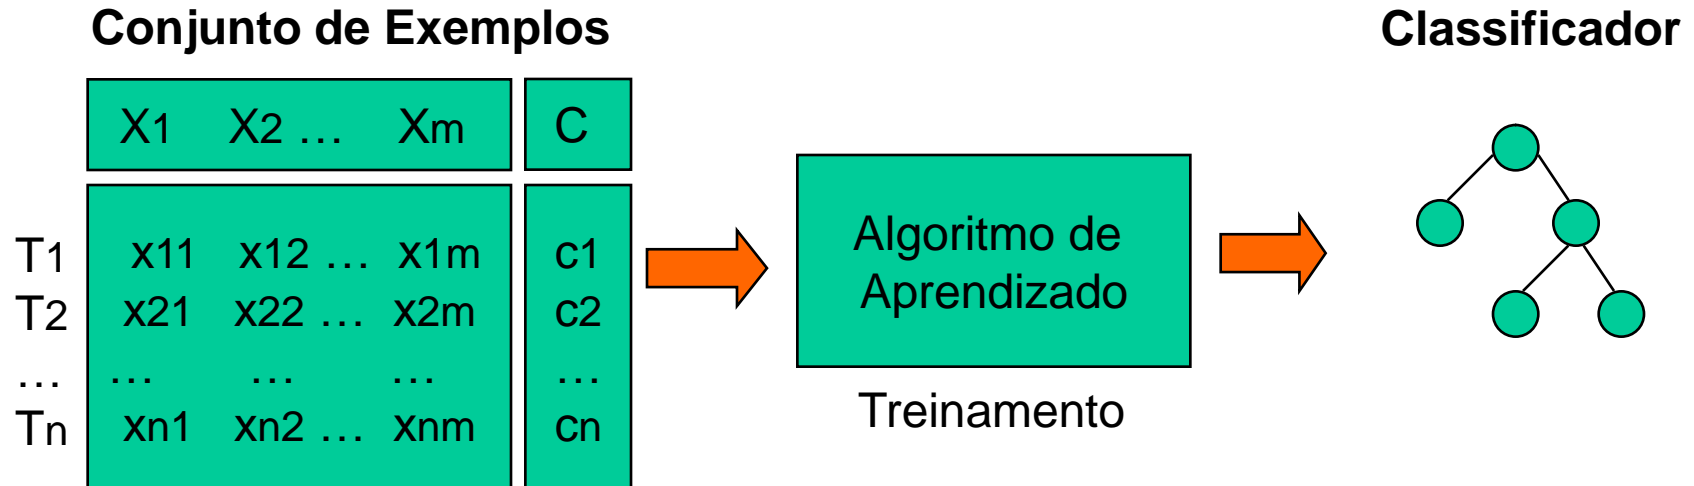 Conjunto de Exemplos
X1 X2 … Xm C
T1 x11 x12 … x1m c1
T2 x21 x22 … x2m c2
… … … … …
Tn xn1 xn2 … xnm cn
Algoritmo de
Aprendizado
Treinamento
Classificador